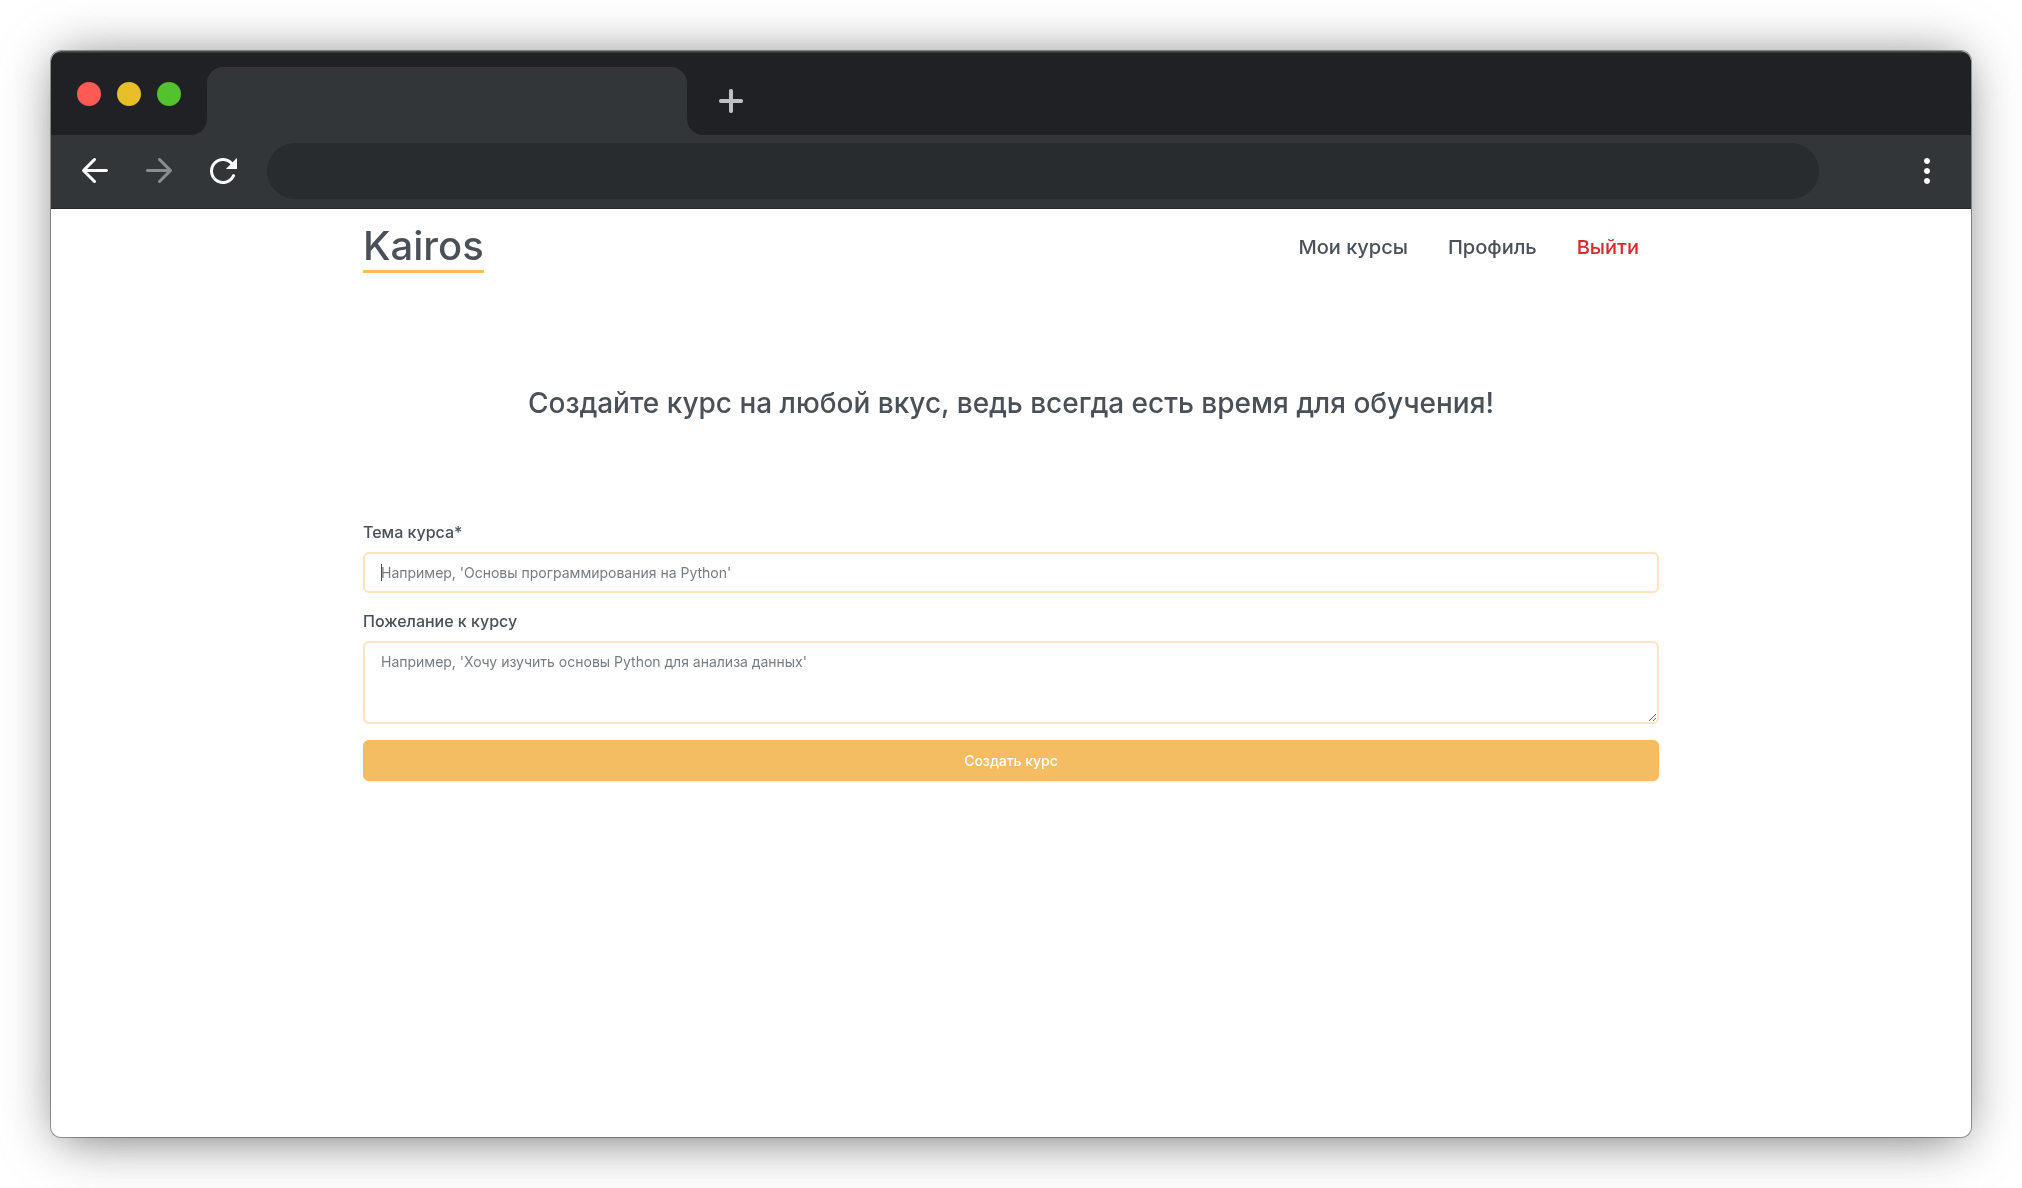 Kairos
Мои курсы Профиль Выйти
Создайте курс на любой вкус, ведь всегда есть время для обучения!
Тема курса*
Например, 'Основы программирования на Python'
Пожелание к курсу
Например, 'Хочу изучить основы Python для анализа данных'
Создать курс